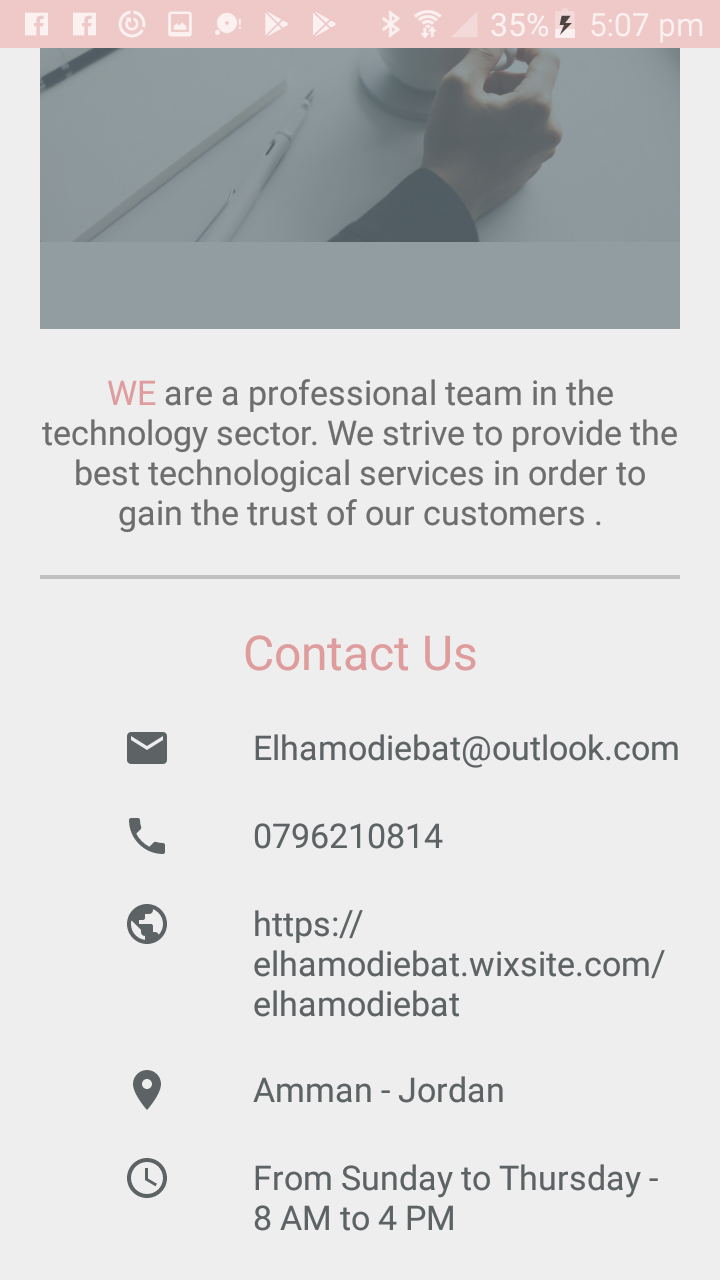 35% 5:07 pm
WE are a professional team in the
technology sector. We strive to provide the
best technological services in order to
gain the trust of our customers .
Contact Us
Elhamodiebat@outlook.com
0796210814
https://
elhamodiebat.wixsite.com/
elhamodiebat
Amman - Jordan
From Sunday to Thursday -
8 AM to 4 PM